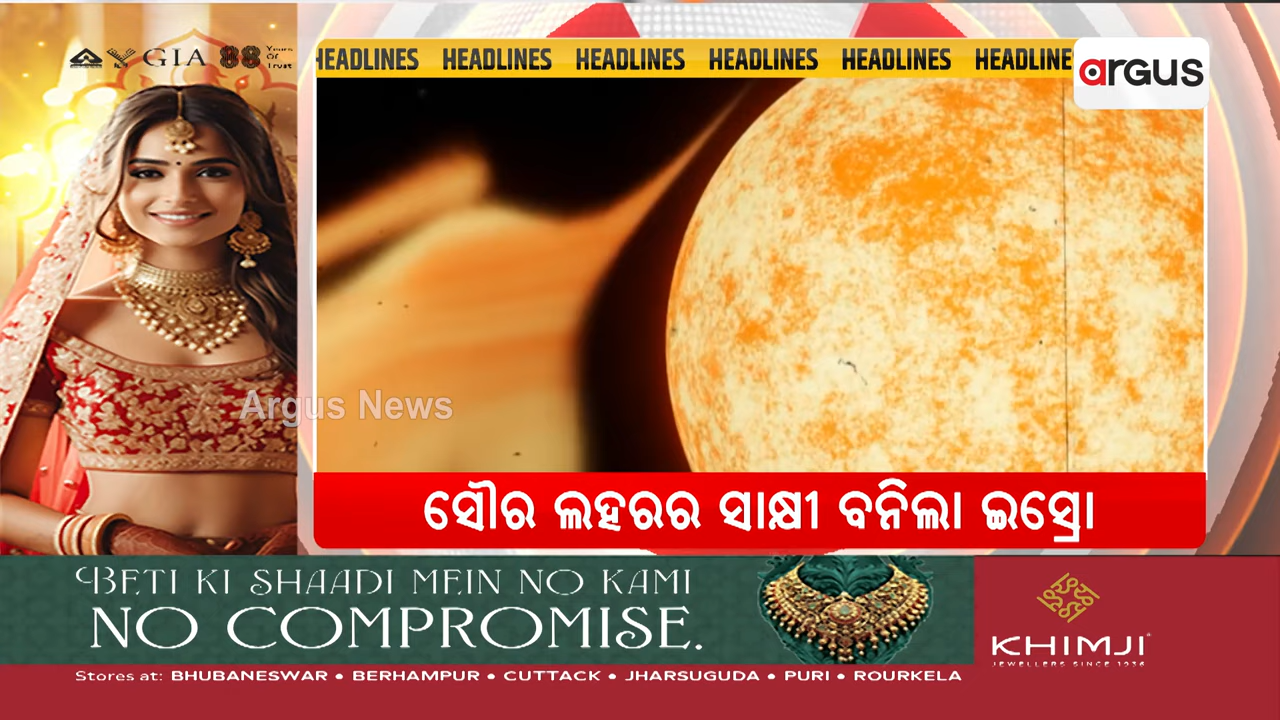 GIA 88 Years Of Trust
HEADLINES HEADLINES HEADLINES HEADLINES HEADLINES HEADLINE
argus
Argus News
ସୌର ଲହରର ସାକ୍ଷୀ ବନିଲା ଇସ୍ରୋ
BETI KI SHAADI MEIN NO KAMI
NO COMPROMISE.
KHIMJI
JEWELLERS SINCE 1936
Stores at: BHUBANESWAR • BERHAMPUR • CUTTACK • JHARSUGUDA • PURI • ROURKELA